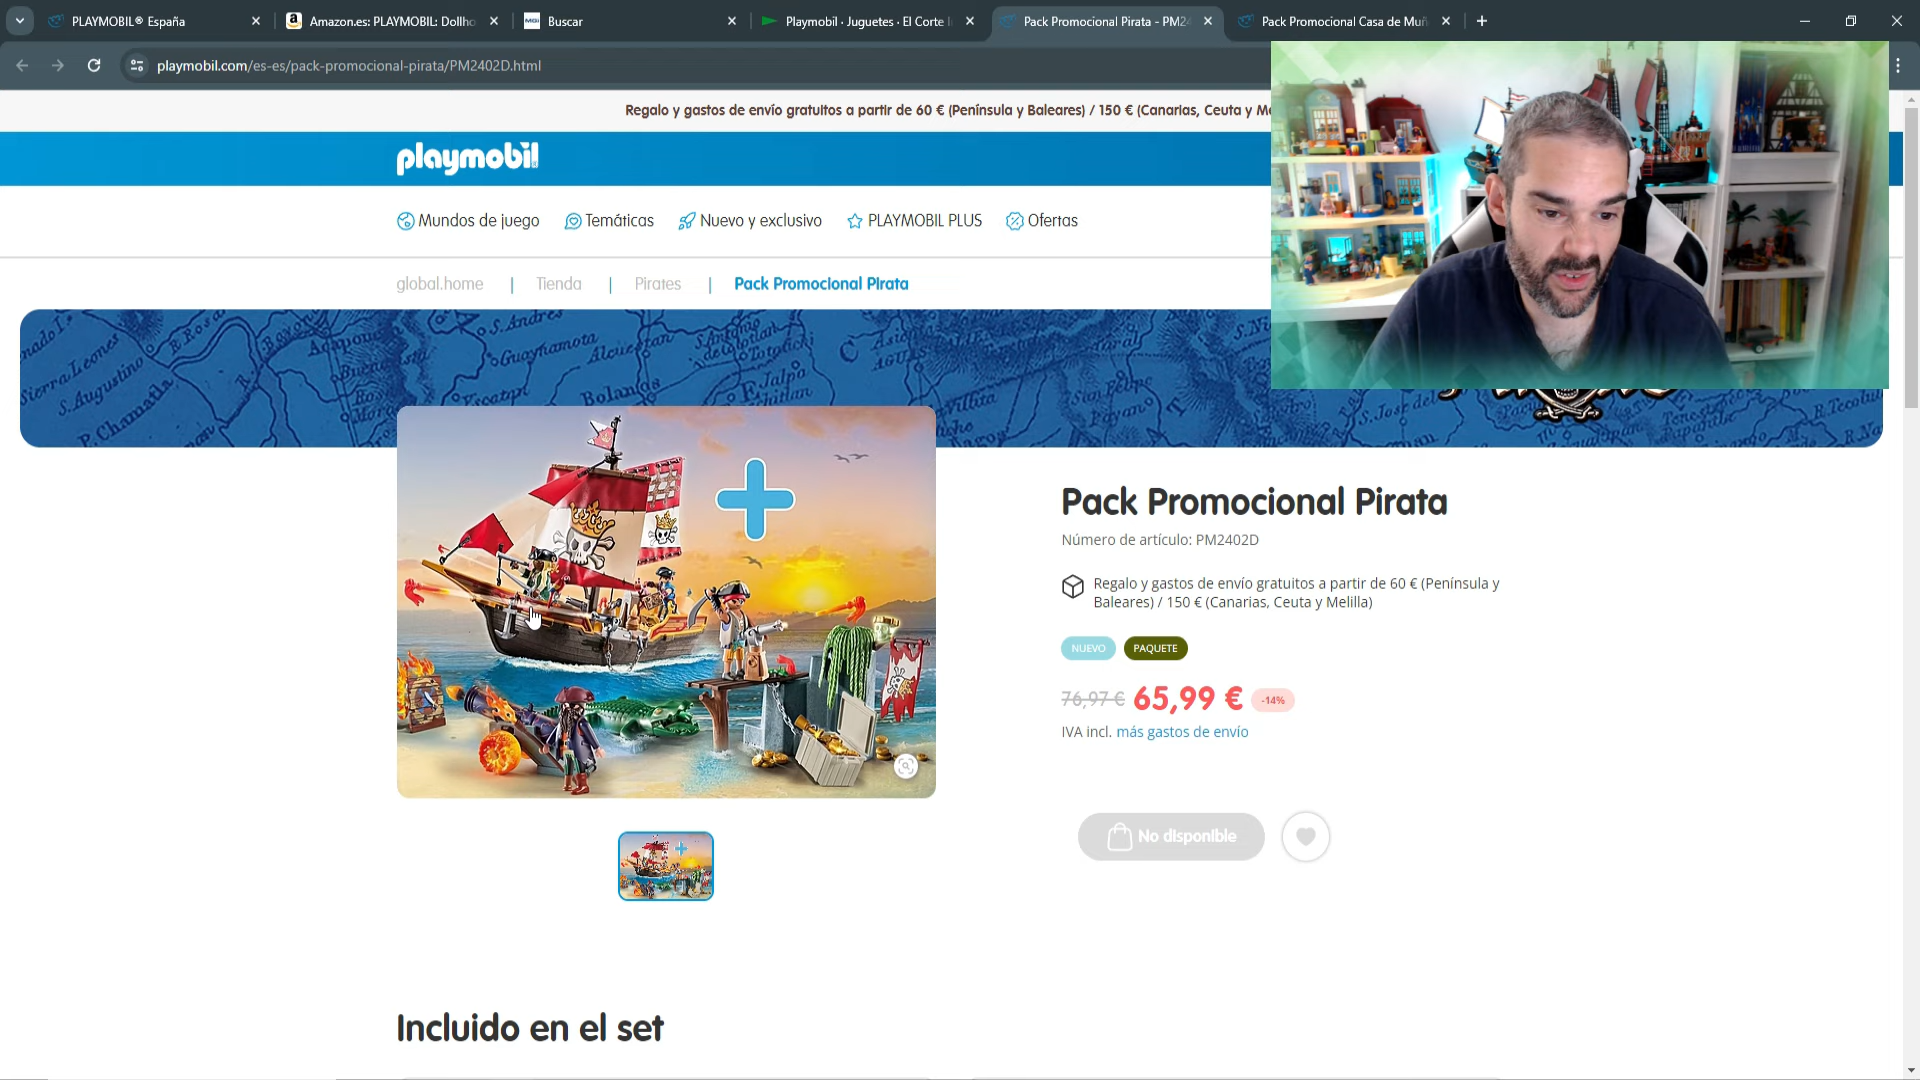 PLAYMOBIL® España
Amazon.es: PLAYMOBIL: Dollho
Buscar
Playmobil · Juguetes · El Corte I
Pack Promocional Pirata - PM24
Pack Promocional Casa de Muñ
playmobil.com/es-es/pack-promocional-pirata/PM2402D.html
Regalo y gastos de envío gratuitos a partir de 60 € (Península y Baleares) / 150 € (Canarias, Ceuta y Me
playmobil
Mundos de juego
Temáticas
Nuevo y exclusivo
PLAYMOBIL PLUS
Ofertas
global.home | Tienda | Pirates | Pack Promocional Pirata
Pack Promocional Pirata
Número de artículo: PM2402D
Regalo y gastos de envío gratuitos a partir de 60 € (Península y
Baleares) / 150 € (Canarias, Ceuta y Melilla)
NUEVO PAQUETE
76,97 € 65,99 € -14%
IVA incl. más gastos de envío
No disponible
Incluido en el set